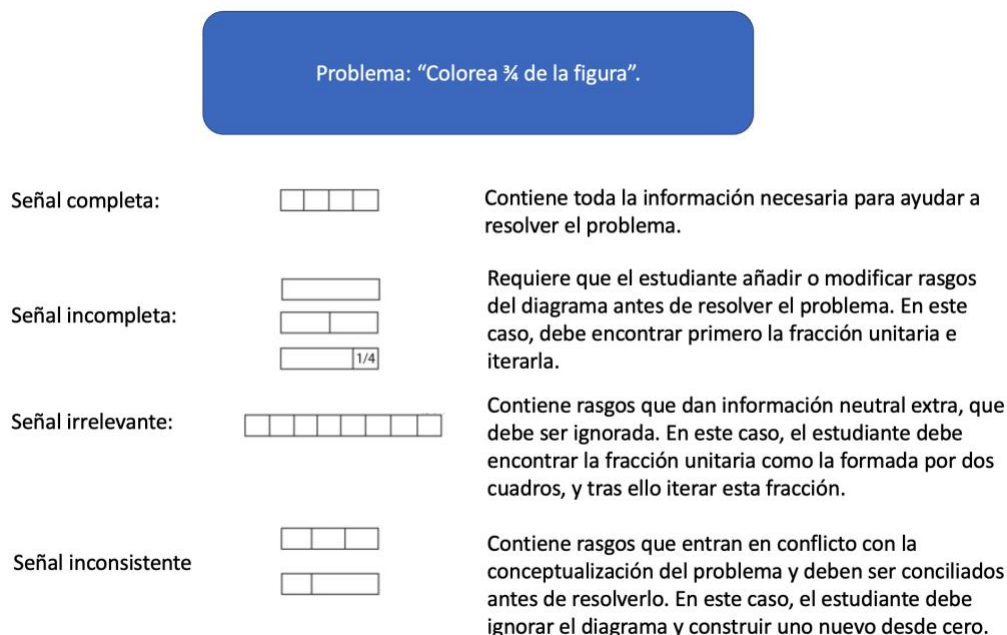 Problema: “Colorea ¾ de la figura”.
Señal completa:
Contiene toda la información necesaria para ayudar a
resolver el problema.
Señal incompleta:
1/4
Requiere que el estudiante añadir o modificar rasgos
del diagrama antes de resolver el problema. En este
caso, debe encontrar primero la fracción unitaria e
iterarla.
Señal irrelevante:
Contiene rasgos que dan información neutral extra, que
debe ser ignorada. En este caso, el estudiante debe
encontrar la fracción unitaria como la formada por dos
cuadros, y tras ello iterar esta fracción.
Señal inconsistente
Contiene rasgos que entran en conflicto con la
conceptualización del problema y deben ser conciliados
antes de resolverlo. En este caso, el estudiante debe
ignorar el diagrama y construir uno nuevo desde cero.